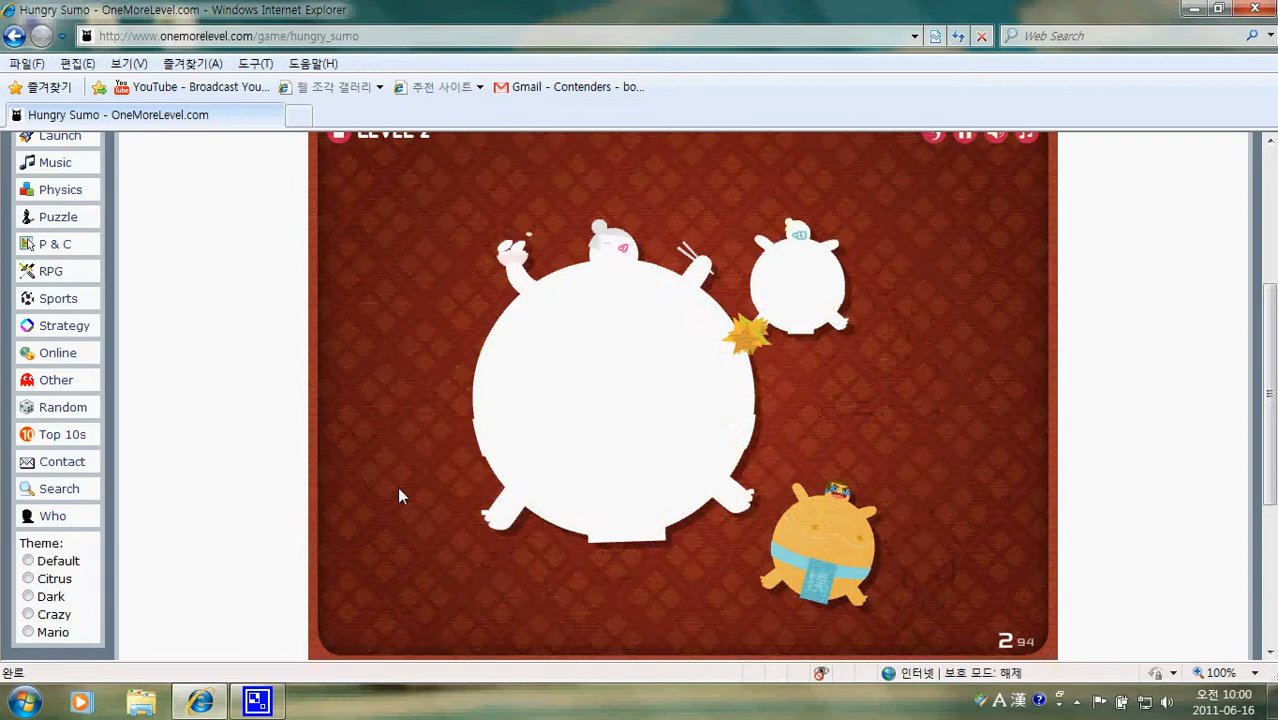 Hungry Sumo - OneMoreLevel.com - Windows Internet Explorer
http://www.onemorelevel.com/game/hungry_sumo
Web Search
파일(F) 편집(E) 보기(V) 즐겨찾기(A) 도구(T) 도움말(H)
즐겨찾기 YouTube - Broadcast You... 웹 조각 갤러리 추천 사이트 Gmail - Contenders - bo...
Hungry Sumo - OneMoreLevel.com
Launch
LEVEL 2
Music
Physics
Puzzle
P & C
RPG
Sports
Strategy
Online
Other
Random
Top 10s
Contact
Search
Who
Theme:
Default
Citrus
Dark
Crazy
Mario
2 94
완료
인터넷 | 보호 모드: 해제
100%
A 漢
오전 10:00
2011-06-16